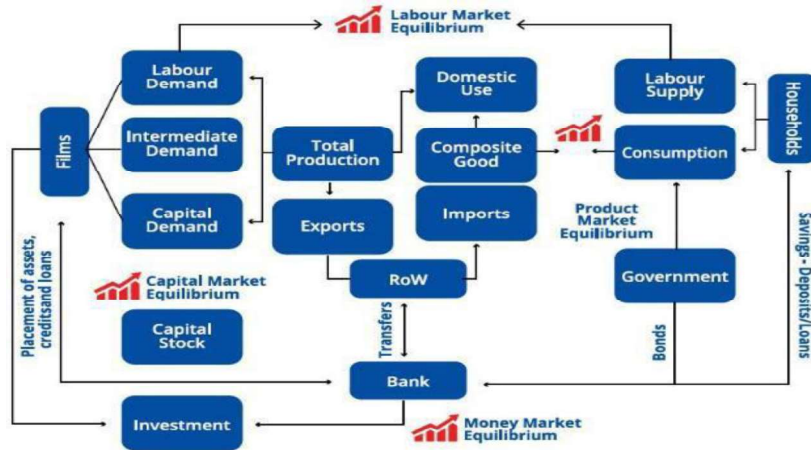 Labour Market
Equilibrium
Labour
Demand
Domestic
Use
Labour
Supply
Households
Films
Intermediate
Demand
Total
Production
Composite
Good
Consumption
Capital
Demand
Exports
Imports
Product
Market
Equilibrium
Placement of assets,
creditsand loans
Capital Market
Equilibrium
RoW
Government
Savings- Deposits/Loans
Capital
Stock
Transfers
Bonds
Bank
Investment
Money Market
Equilibrium